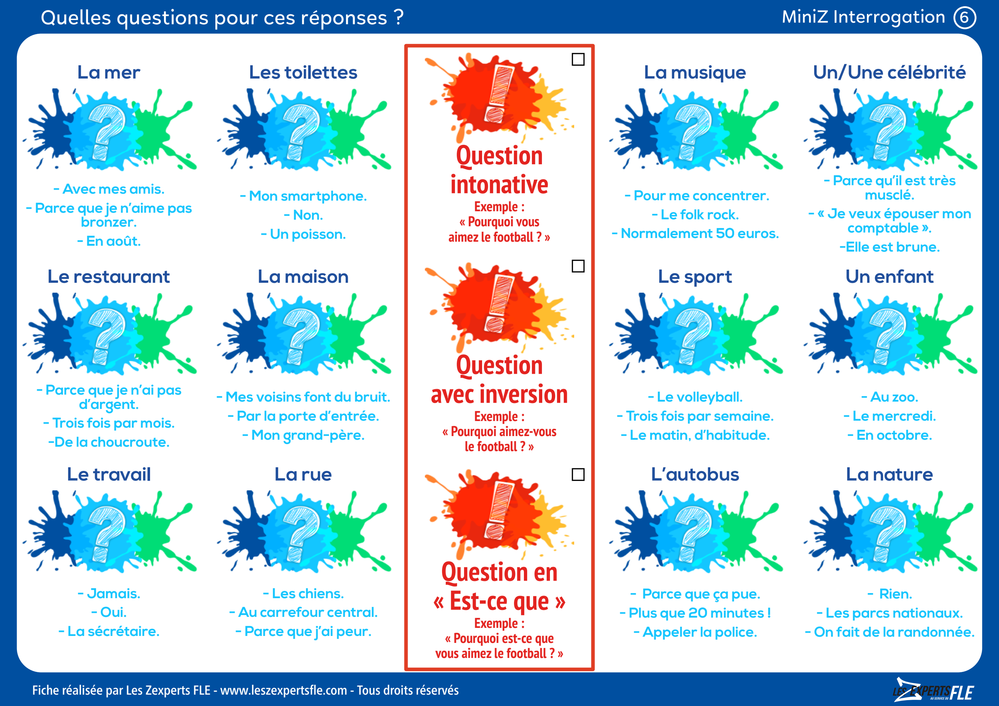 Quelles questions pour ces réponses ?
MiniZ Interrogation 6
La mer
- Avec mes amis.
- Parce que je n’aime pas
bronzer.
- En août.
Les toilettes
- Mon smartphone.
- Non.
- Un poisson.
Question
intonative
Exemple :
« Pourquoi vous
aimez le football ? »
La musique
- Pour me concentrer.
- Le folk rock.
- Normalement 50 euros.
Un/Une célébrité
- Parce qu’il est très
musclé.
- « Je veux épouser mon
comptable ».
-Elle est brune.
Le restaurant
- Parce que je n’ai pas
d’argent.
- Trois fois par mois.
-De la choucroute.
La maison
- Mes voisins font du bruit.
- Par la porte d’entrée.
- Mon grand-père.
Question
avec inversion
Exemple :
« Pourquoi aimez-vous
le football ? »
Le sport
- Le volleyball.
- Trois fois par semaine.
- Le matin, d’habitude.
Un enfant
- Au zoo.
- Le mercredi.
- En octobre.
Le travail
- Jamais.
- Oui.
- La sécrétaire.
La rue
- Les chiens.
- Au carrefour central.
- Parce que j’ai peur.
Question en
« Est-ce que »
Exemple :
« Pourquoi est-ce que
vous aimez le football ? »
L’autobus
- Parce que ça pue.
- Plus que 20 minutes !
- Appeler la police.
La nature
- Rien.
- Les parcs nationaux.
- On fait de la randonnée.
Fiche réalisée par Les Zexperts FLE - www.leszexpertsfle.com - Tous droits réservés
LES ZEXPERTS FLE
AU SERVICE DU